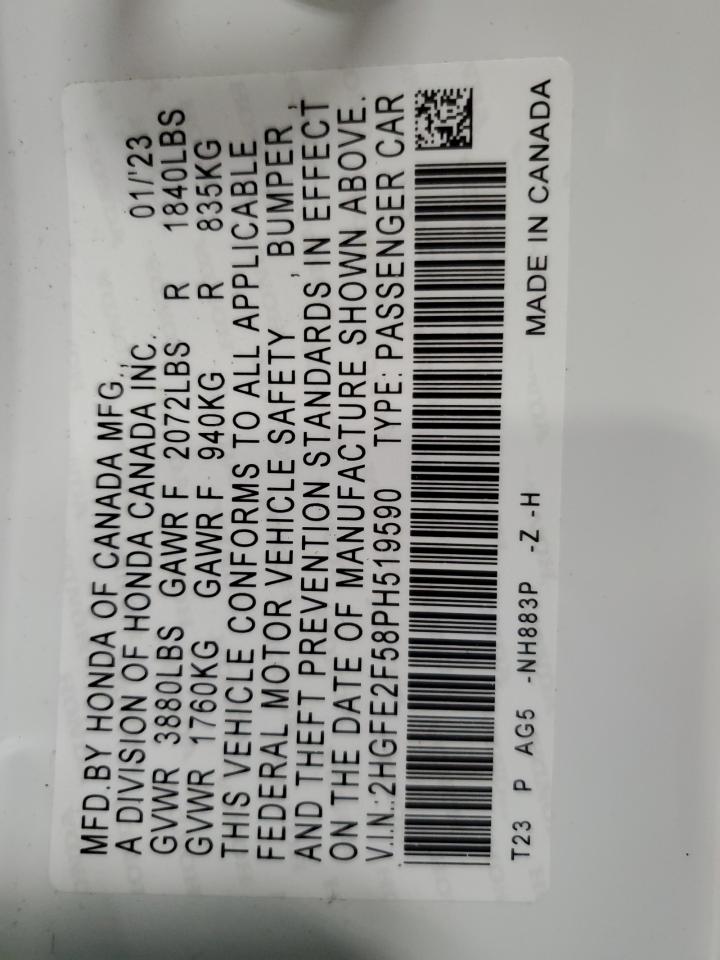 MFD.BY HONDA OF CANADA MFG.,
A DIVISION OF HONDA CANADA INC. 01/'23
GVWR 3880LBS GAWR F 2072LBS R 1840LBS
GVWR 1760KG GAWR F 940KG R 835KG
THIS VEHICLE CONFORMS TO ALL APPLICABLE
FEDERAL MOTOR VEHICLE SAFETY , BUMPER ,
AND THEFT PREVENTION STANDARDS IN EFFECT
ON THE DATE OF MANUFACTURE SHOWN ABOVE.
V.I.N.:2HGFE2F58PH519590 TYPE: PASSENGER CAR
T23 P AG5 -NH883P -Z -H MADE IN CANADA